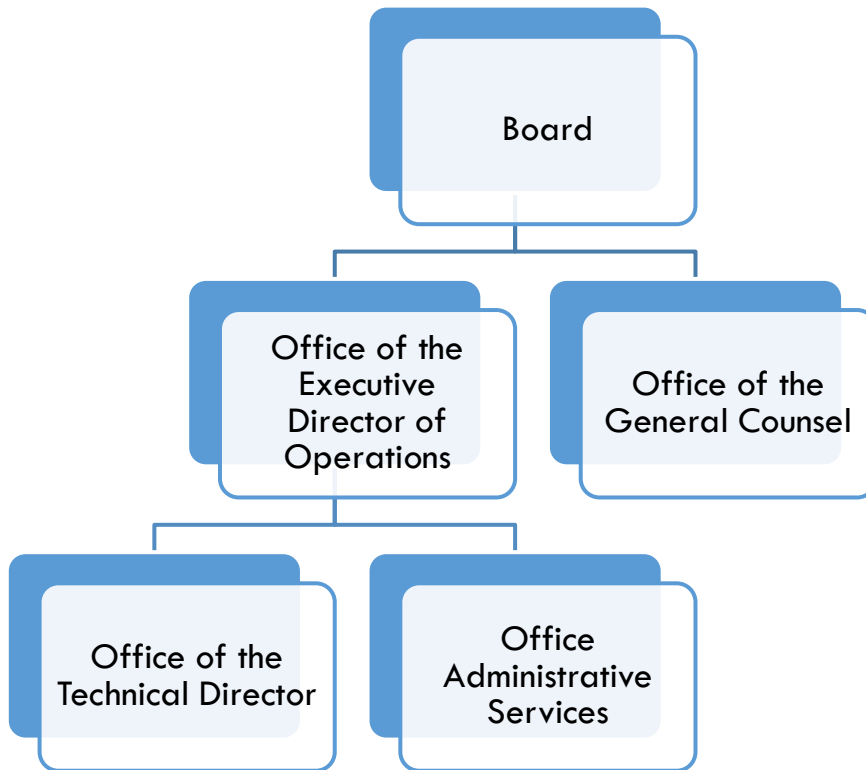 Board
Office of the
Executive
Director of
Operations
Office of the
General Counsel
Office of the
Technical Director
Office
Administrative
Services